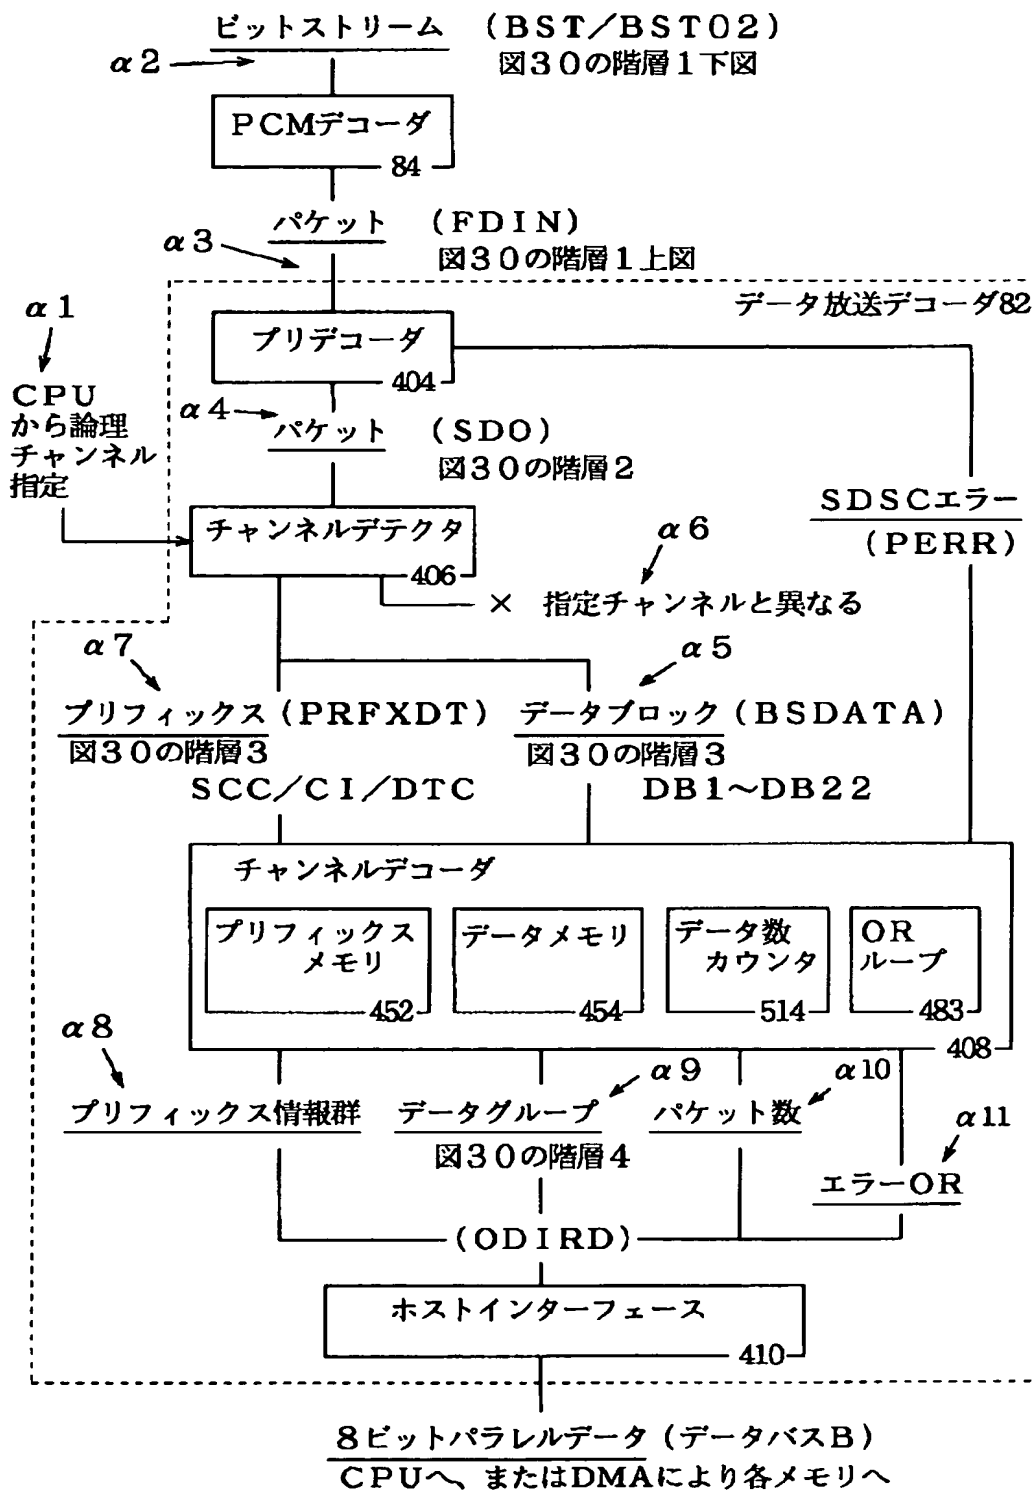 ビットストリーム (BST/BST02)
α2 図30の階層1下図
PCMデコーダ
84
パケット (FDIN)
α3 図30の階層1上図
データ放送デコーダ82
α1
プリデコーダ
404
CPU
から論理
チャンネル
指定
α4
パケット (SDO)
図30の階層2
SDSCエラー
(PERR)
チャンネルデテクタ
406
α6
× 指定チャンネルと異なる
α7
α5
プリフィックス(PRFXDT) データブロック(BSDATA)
図30の階層3 図30の階層3
SCC/CI/DTC DB1〜DB22
チャンネルデコーダ
プリフィックス
メモリ
452
データメモリ
454
データ数
カウンタ
514
OR
ループ
483
408
α8
α9
α10
α11
プリフィックス情報群 データグループ パケット数
図30の階層4
エラーOR
(ODIRD)
ホストインターフェース
410
8ビットパラレルデータ(データバスB)
CPUへ、またはDMAにより各メモリへ